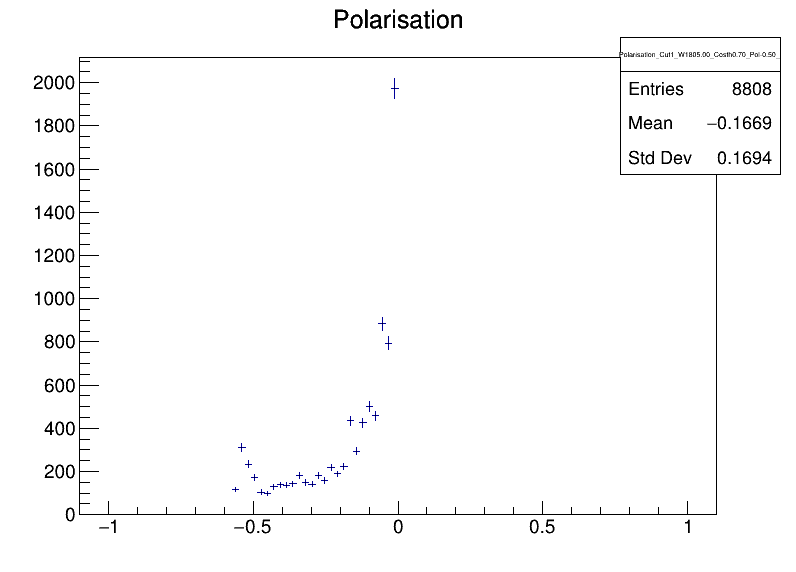 Polarisation
Polarisation_Cut1_W1805.00_Costh0.70_Pol-0.50_
Entries 8808
Mean −0.1669
Std Dev 0.1694
2000
1800
1600
1400
1200
1000
800
600
400
200
0
−1 −0.5 0 0.5 1